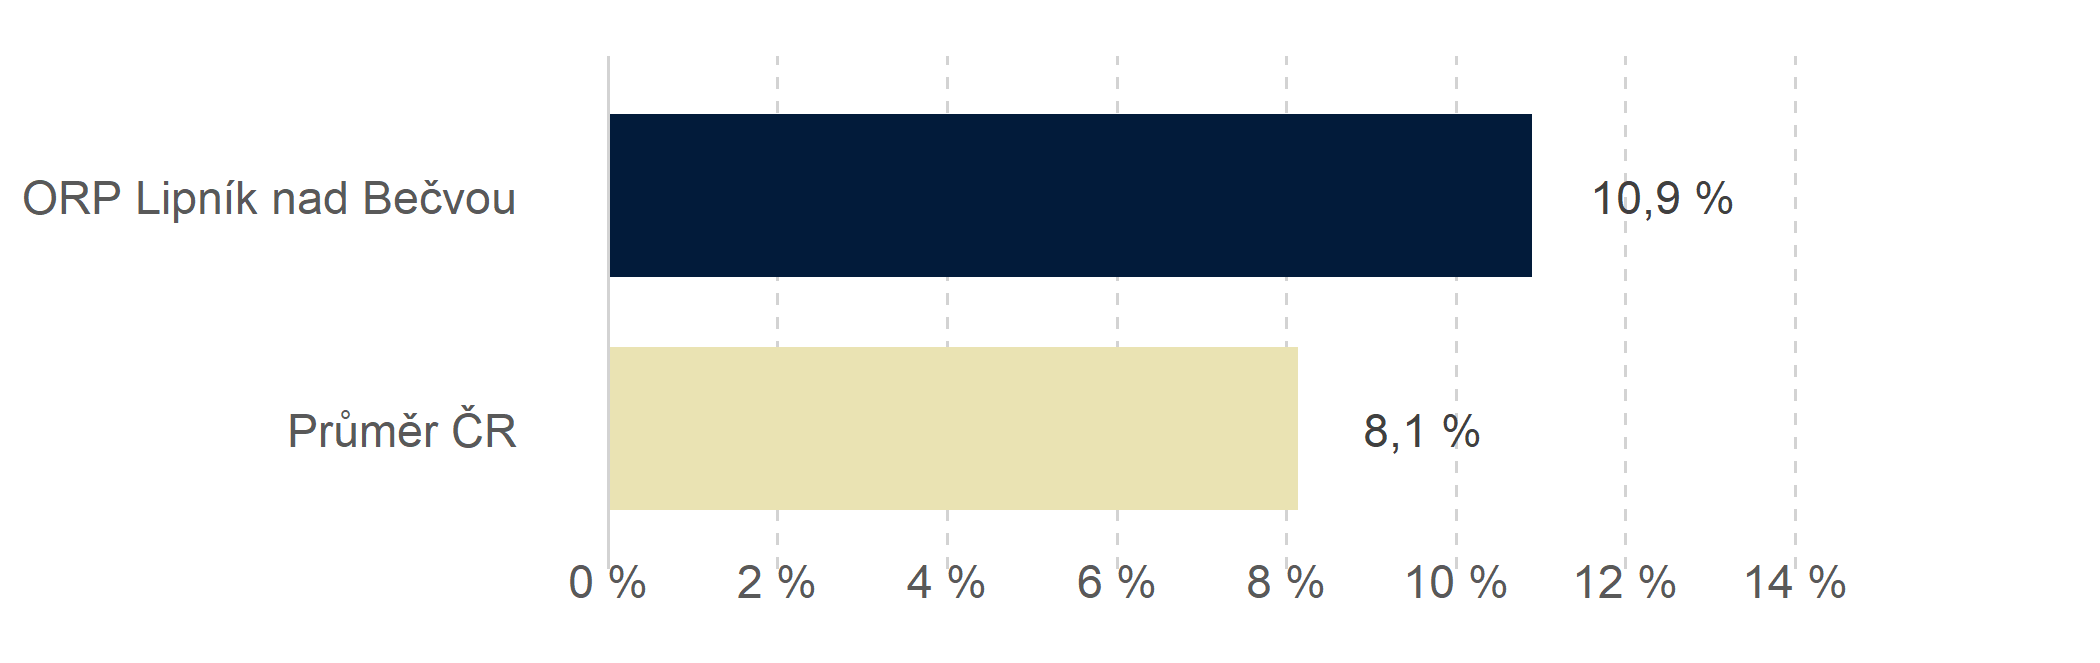 ORP Lipník nad Bečvou
10,9 %
Průměr ČR
8,1 %
0 % 2 % 4 % 6 % 8 % 10 % 12 % 14 %